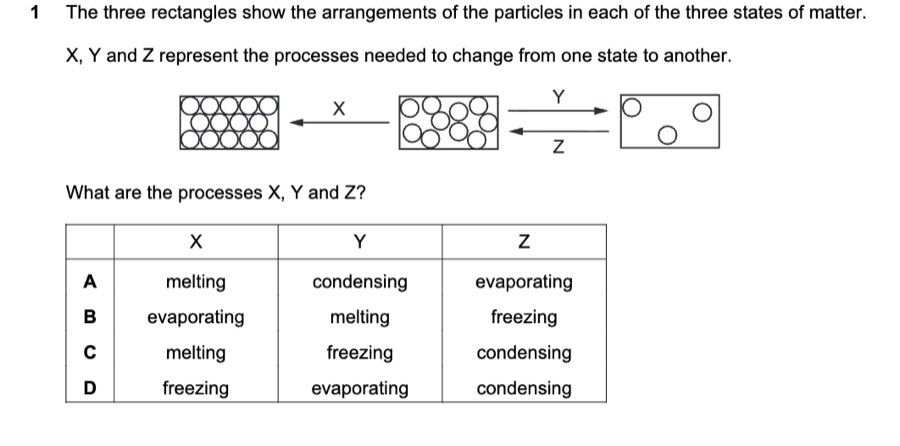 1 The three rectangles show the arrangements of the particles in each of the three states of matter.
X, Y and Z represent the processes needed to change from one state to another.
X
Y
Z
What are the processes X, Y and Z?
X Y Z
A melting condensing evaporating
B evaporating melting freezing
C melting freezing condensing
D freezing evaporating condensing